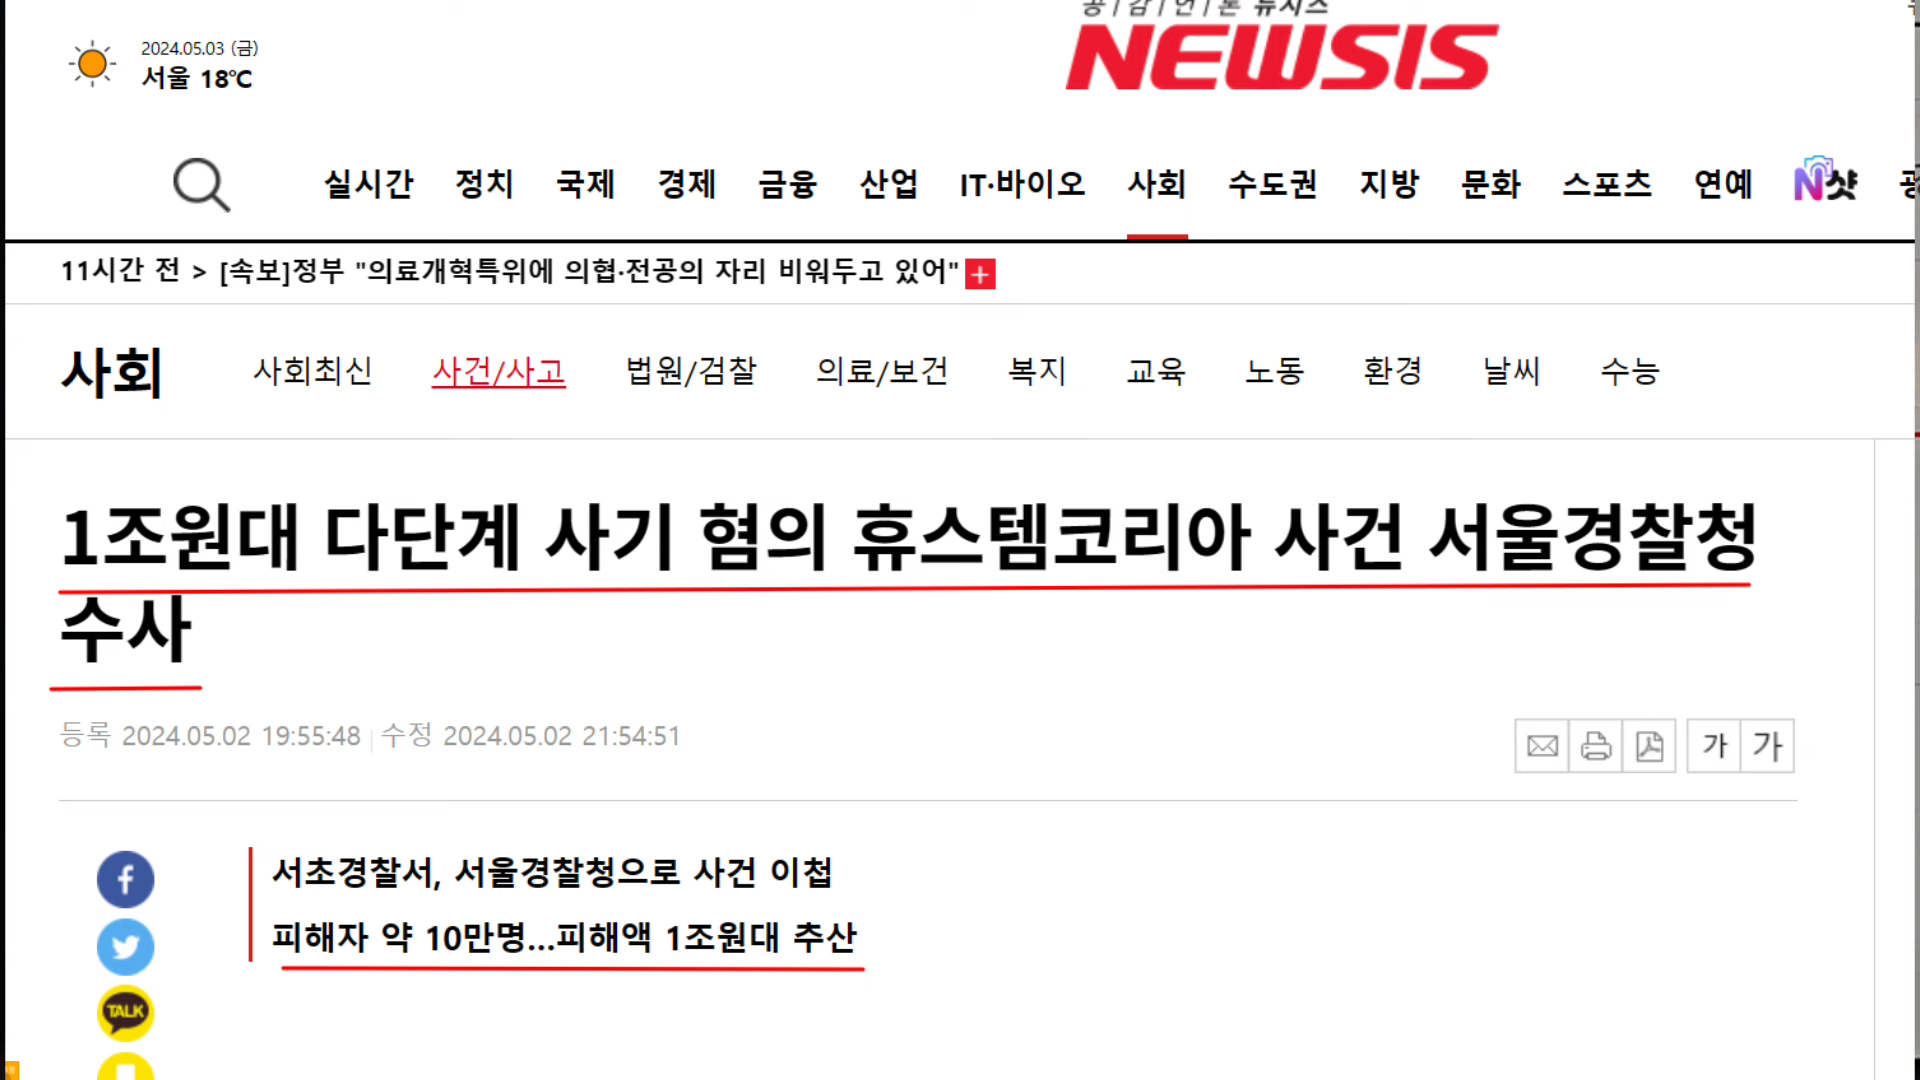 공|감|언|론 뉴시스
2024.05.03 (금)
서울 18℃
NEWSIS
실시간 정치 국제 경제 금융 산업 IT·바이오 사회 수도권 지방 문화 스포츠 연예 N샷
11시간 전 > [속보]정부 "의료개혁특위에 의협·전공의 자리 비워두고 있어" +
사회 사회최신 사건/사고 법원/검찰 의료/보건 복지 교육 노동 환경 날씨 수능
1조원대 다단계 사기 혐의 휴스템코리아 사건 서울경찰청
수사
등록 2024.05.02 19:55:48 | 수정 2024.05.02 21:54:51
가 가
f
서초경찰서, 서울경찰청으로 사건 이첩
피해자 약 10만명...피해액 1조원대 추산
TALK